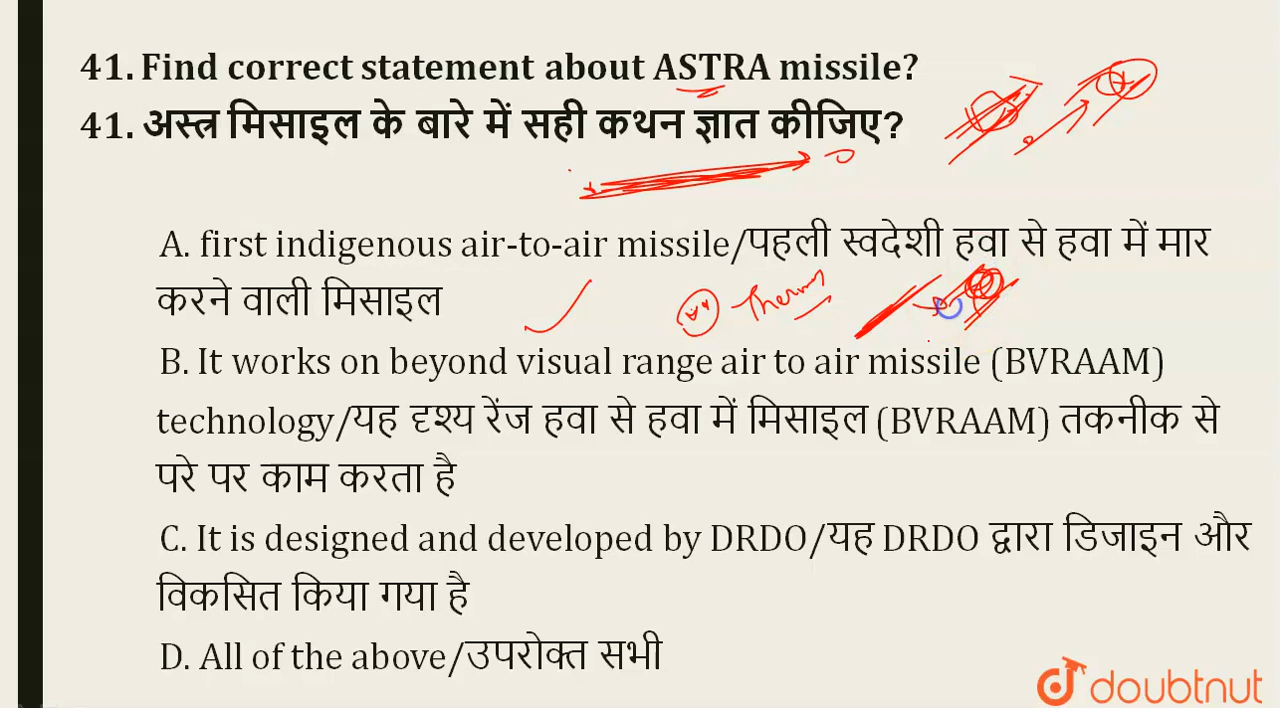 41. Find correct statement about ASTRA missile?
41. अस्त्र मिसाइल के बारे में सही कथन ज्ञात कीजिए?
A. first indigenous air-to-air missile/पहली स्वदेशी हवा से हवा में मार
करने वाली मिसाइल
B. It works on beyond visual range air to air missile (BVRAAM)
technology/यह दृश्य रेंज हवा से हवा में मिसाइल (BVRAAM) तकनीक से
परे पर काम करता है
C. It is designed and developed by DRDO/यह DRDO द्वारा डिजाइन और
विकसित किया गया है
D. All of the above/उपरोक्त सभी
doubtnut